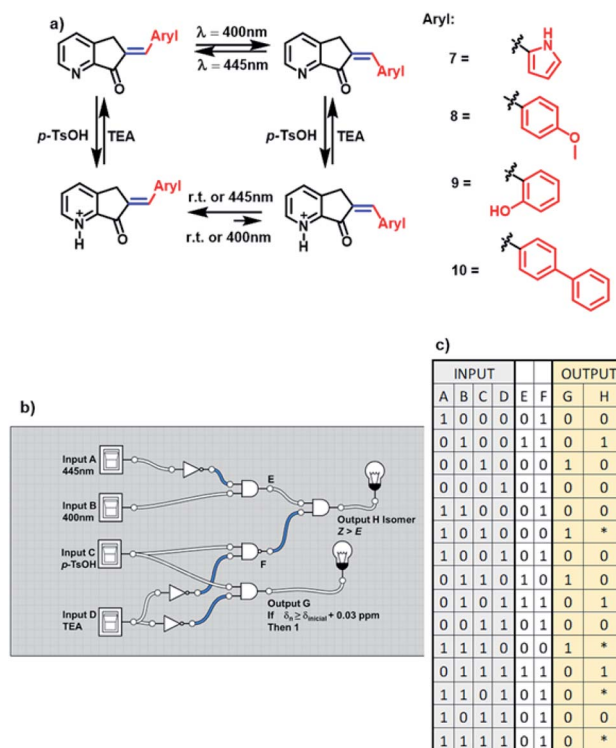 a)
Aryl
N
O
λ = 400nm
λ = 445nm
N
O
Aryl
p-TsOH
TEA
p-TsOH
TEA
Aryl
N
+
H
O
r.t. or 445nm
r.t. or 400nm
N
+
H
O
Aryl
Aryl:
7 =
H
N
8 =
O
9 =
HO
10 =
b)
Input A
445nm
Input B
400nm
Input C
p-TsOH
Input D
TEA
E
F
Output H Isomer
Z > E
Output G
If δn ≥ δinicial + 0.03 ppm
Then 1
c)
INPUT OUTPUT
A B C D E F G H
1 0 0 0 0 1 0 0
0 1 0 0 1 1 0 1
0 0 1 0 0 0 1 0
0 0 0 1 0 1 0 0
1 1 0 0 0 1 0 0
1 0 1 0 0 0 1 *
1 0 0 1 0 1 0 0
0 1 1 0 1 0 1 0
0 1 0 1 1 1 0 1
0 0 1 1 0 1 0 0
1 1 1 0 0 0 1 *
0 1 1 1 1 1 0 1
1 1 0 1 0 1 0 *
1 0 1 1 0 1 0 0
1 1 1 1 0 1 0 *